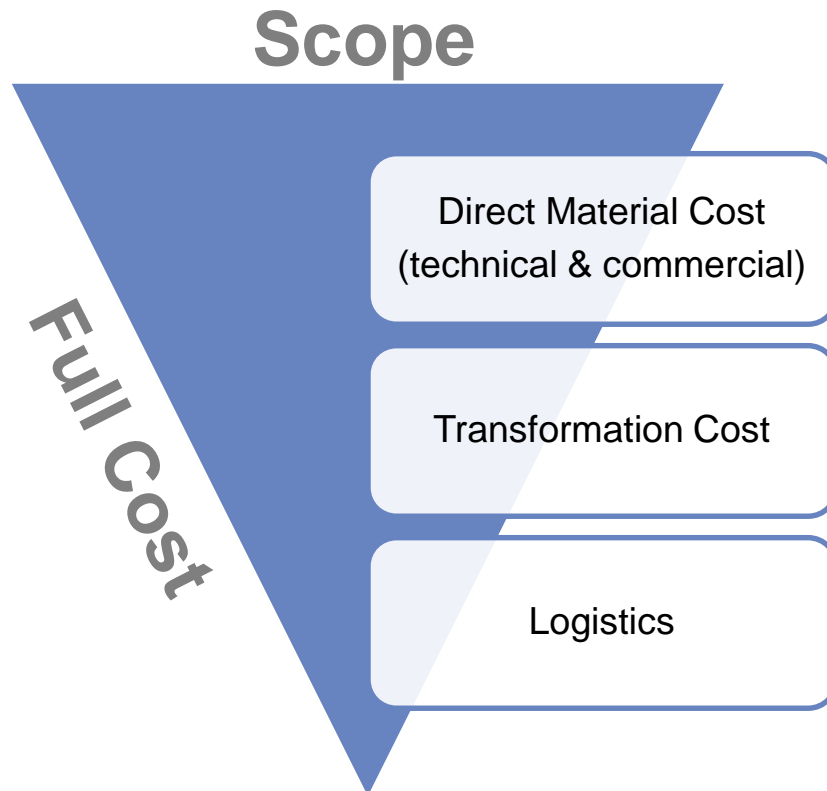 Scope
Direct Material Cost
(technical & commercial)
Full Cost
Transformation Cost
Logistics